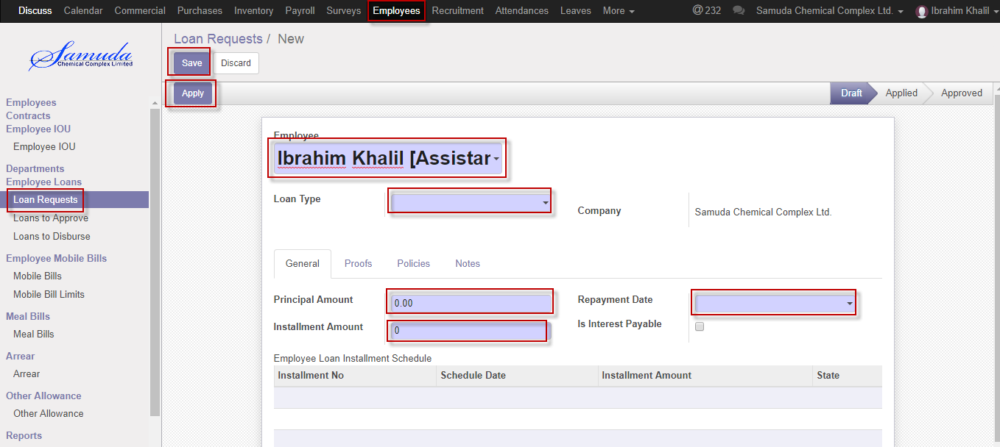 Discuss Calendar Commercial Purchases Inventory Payroll Surveys Employees Recruitment Attendances Leaves More @ 232 Samuda Chemical Complex Ltd. Ibrahim Khalil
Samuda
Chemical Complex Limited
Loan Requests / New
Save Discard
Apply
Draft Applied Approved
Employees
Contracts
Employee IOU
Employee IOU
Departments
Employee Loans
Loan Requests
Loans to Approve
Loans to Disburse
Employee Mobile Bills
Mobile Bills
Mobile Bill Limits
Meal Bills
Meal Bills
Arrear
Arrear
Other Allowance
Other Allowance
Reports
Employee
Ibrahim Khalil [Assistar
Loan Type
Company Samuda Chemical Complex Ltd.
General Proofs Policies Notes
Principal Amount 0.00 Repayment Date
Installment Amount 0 Is Interest Payable
Employee Loan Installment Schedule
Installment No Schedule Date Installment Amount State